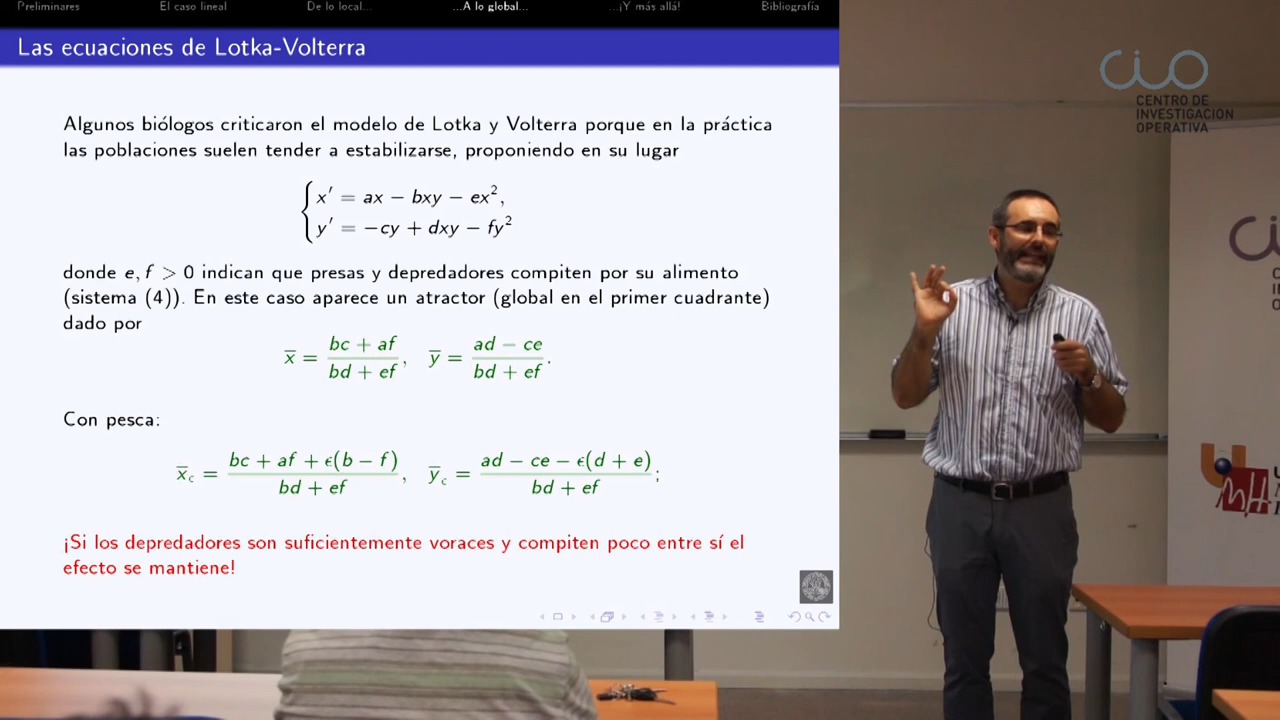 Preliminares El caso lineal De lo local... ...A lo global... ...¡Y más allá! Bibliografía
Las ecuaciones de Lotka-Volterra
Algunos biólogos criticaron el modelo de Lotka y Volterra porque en la práctica
las poblaciones suelen tender a estabilizarse, proponiendo en su lugar
x′ = ax − bxy − ex²,
y′ = −cy + dxy − fy²
donde e, f > 0 indican que presas y depredadores compiten por su alimento
(sistema (4)). En este caso aparece un atractor (global en el primer cuadrante)
dado por
x̅ = (bc + af)/(bd + ef), y̅ = (ad − ce)/(bd + ef).
Con pesca:
x̅_c = (bc + af + ϵ(b − f))/(bd + ef), y̅_c = (ad − ce − ϵ(d + e))/(bd + ef);
¡Si los depredadores son suficientemente voraces y compiten poco entre sí el
efecto se mantiene!
CIO
CENTRO DE
INVESTIGACION
OPERATIVA